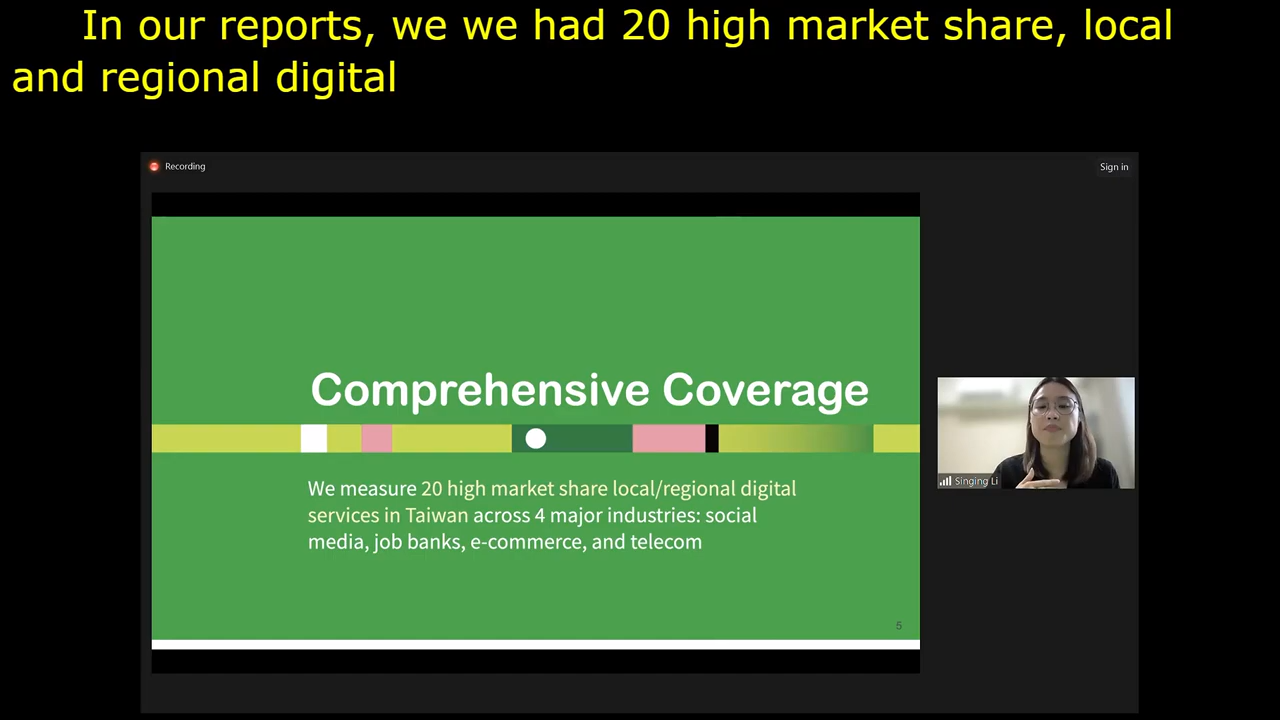 In our reports, we we had 20 high market share, local
and regional digital
Recording
Sign in
Comprehensive Coverage
We measure 20 high market share local/regional digital
services in Taiwan across 4 major industries: social
media, job banks, e-commerce, and telecom
Singing Li
5